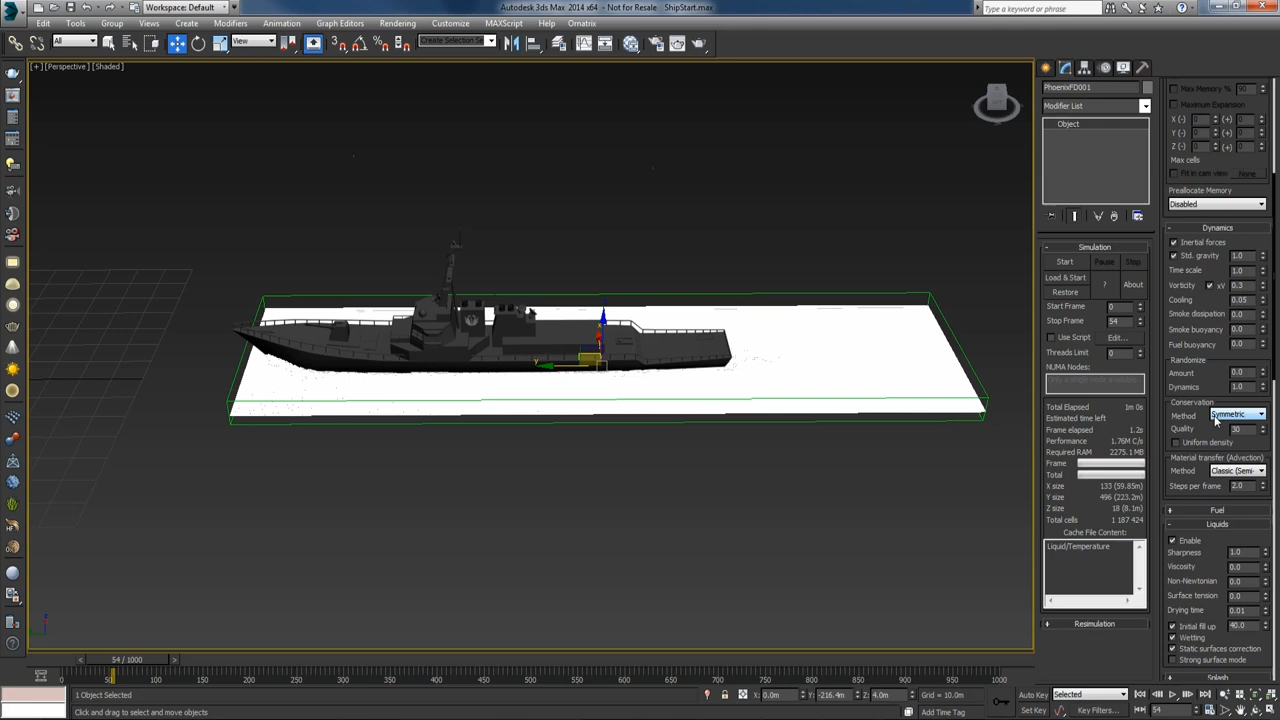 Workspace: Default
Autodesk 3ds Max 2014 x64 - Not for Resale ShipStart.max
Type a keyword or phrase
Edit Tools Group Views Create Modifiers Animation Graph Editors Rendering Customize MAXScript Help Ornatrix
All
View
Create Selection Se
[+] [Perspective] [Shaded]
PhoenixFD001
Modifier List
Object
Max Memory % 90
Maximum Expansion
X (-) 0 (+) 0
Y (-) 0 (+) 0
Z (-) 0 (+) 0
Max cells
Fit in cam view None
Preallocate Memory
Disabled
- Dynamics
Inertial forces
Std. gravity 1.0
Time scale 1.0
Vorticity xV 0.3
Cooling 0.05
Smoke dissipation 0.0
Smoke buoyancy 0.0
Fuel buoyancy 0.0
Randomize
Amount 0.0
Dynamics 1.0
Conservation
Method Symmetric
Quality 30
Uniform density
Material transfer (Advection)
Method Classic (Semi-
Steps per frame 2.0
+ Fuel
- Liquids
Enable
Sharpness 1.0
Viscosity 0.0
Non-Newtonian 0.0
Surface tension 0.0
Drying time 0.01
Initial fill up 40.0
Wetting
Static surfaces correction
Strong surface mode
Splash
- Simulation
Start Pause Stop
Load & Start
Restore ? About
Start Frame 0
Stop Frame 54
Use Script Edit...
Threads Limit 0
NUMA Nodes:
Total Elapsed 1m 0s
Estimated time left
Frame elapsed 1.2s
Performance 1.76M C/s
Required RAM 2275.1 MB
Frame
Total
X size 133 (59.85m)
Y size 496 (223.2m)
Z size 18 (8.1m)
Total cells 1 187 424
Cache File Content:
Liquid/Temperature
+ Resimulation
z
x
y
< 54 / 1000 >
0 50 100 150 200 250 300 350 400 450 500 550 600 650 700 750 800 850 900 950 1000
1 Object Selected
X: 0.0m Y: -216.4m Z: 4.0m Grid = 10.0m
Auto Key Selected
Click and drag to select and move objects
Add Time Tag
Set Key Key Filters... 54